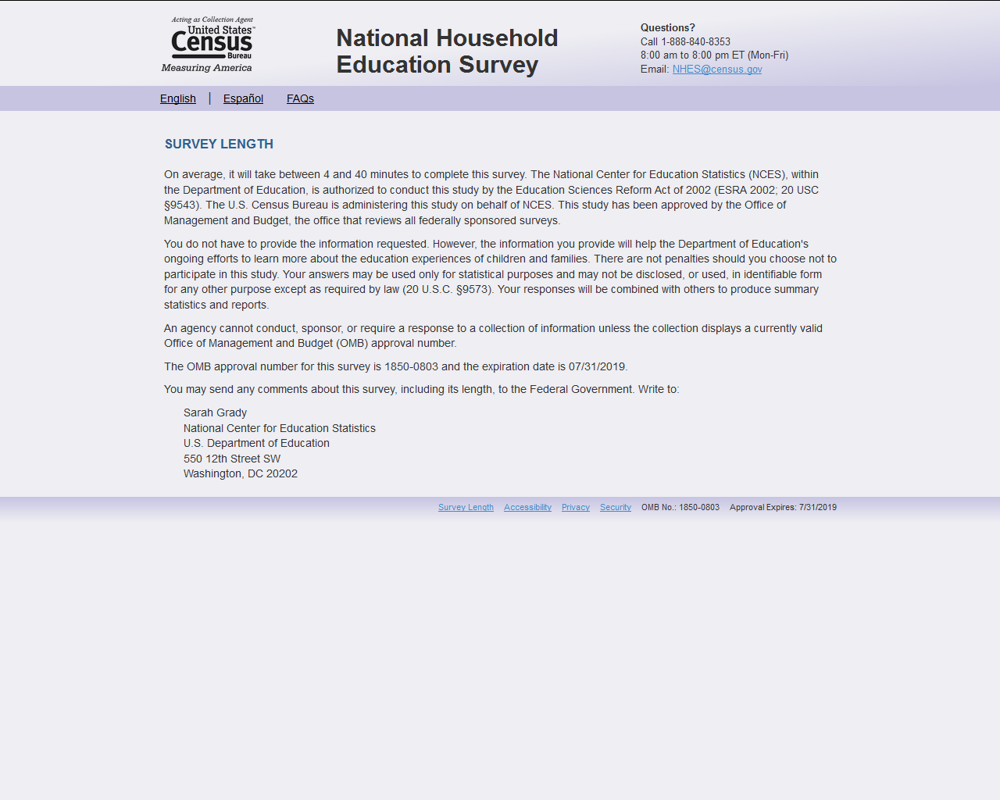 Acting as Collection Agent
United States™
Census
Bureau
Measuring America
National Household
Education Survey
Questions?
Call 1-888-840-8353
8:00 am to 8:00 pm ET (Mon-Fri)
Email: NHES@census.gov
English | Español FAQs
SURVEY LENGTH
On average, it will take between 4 and 40 minutes to complete this survey. The National Center for Education Statistics (NCES), within
the Department of Education, is authorized to conduct this study by the Education Sciences Reform Act of 2002 (ESRA 2002; 20 USC
§9543). The U.S. Census Bureau is administering this study on behalf of NCES. This study has been approved by the Office of
Management and Budget, the office that reviews all federally sponsored surveys.
You do not have to provide the information requested. However, the information you provide will help the Department of Education's
ongoing efforts to learn more about the education experiences of children and families. There are not penalties should you choose not to
participate in this study. Your answers may be used only for statistical purposes and may not be disclosed, or used, in identifiable form
for any other purpose except as required by law (20 U.S.C. §9573). Your responses will be combined with others to produce summary
statistics and reports.
An agency cannot conduct, sponsor, or require a response to a collection of information unless the collection displays a currently valid
Office of Management and Budget (OMB) approval number.
The OMB approval number for this survey is 1850-0803 and the expiration date is 07/31/2019.
You may send any comments about this survey, including its length, to the Federal Government. Write to:
Sarah Grady
National Center for Education Statistics
U.S. Department of Education
550 12th Street SW
Washington, DC 20202
Survey Length Accessibility Privacy Security OMB No.: 1850-0803 Approval Expires: 7/31/2019